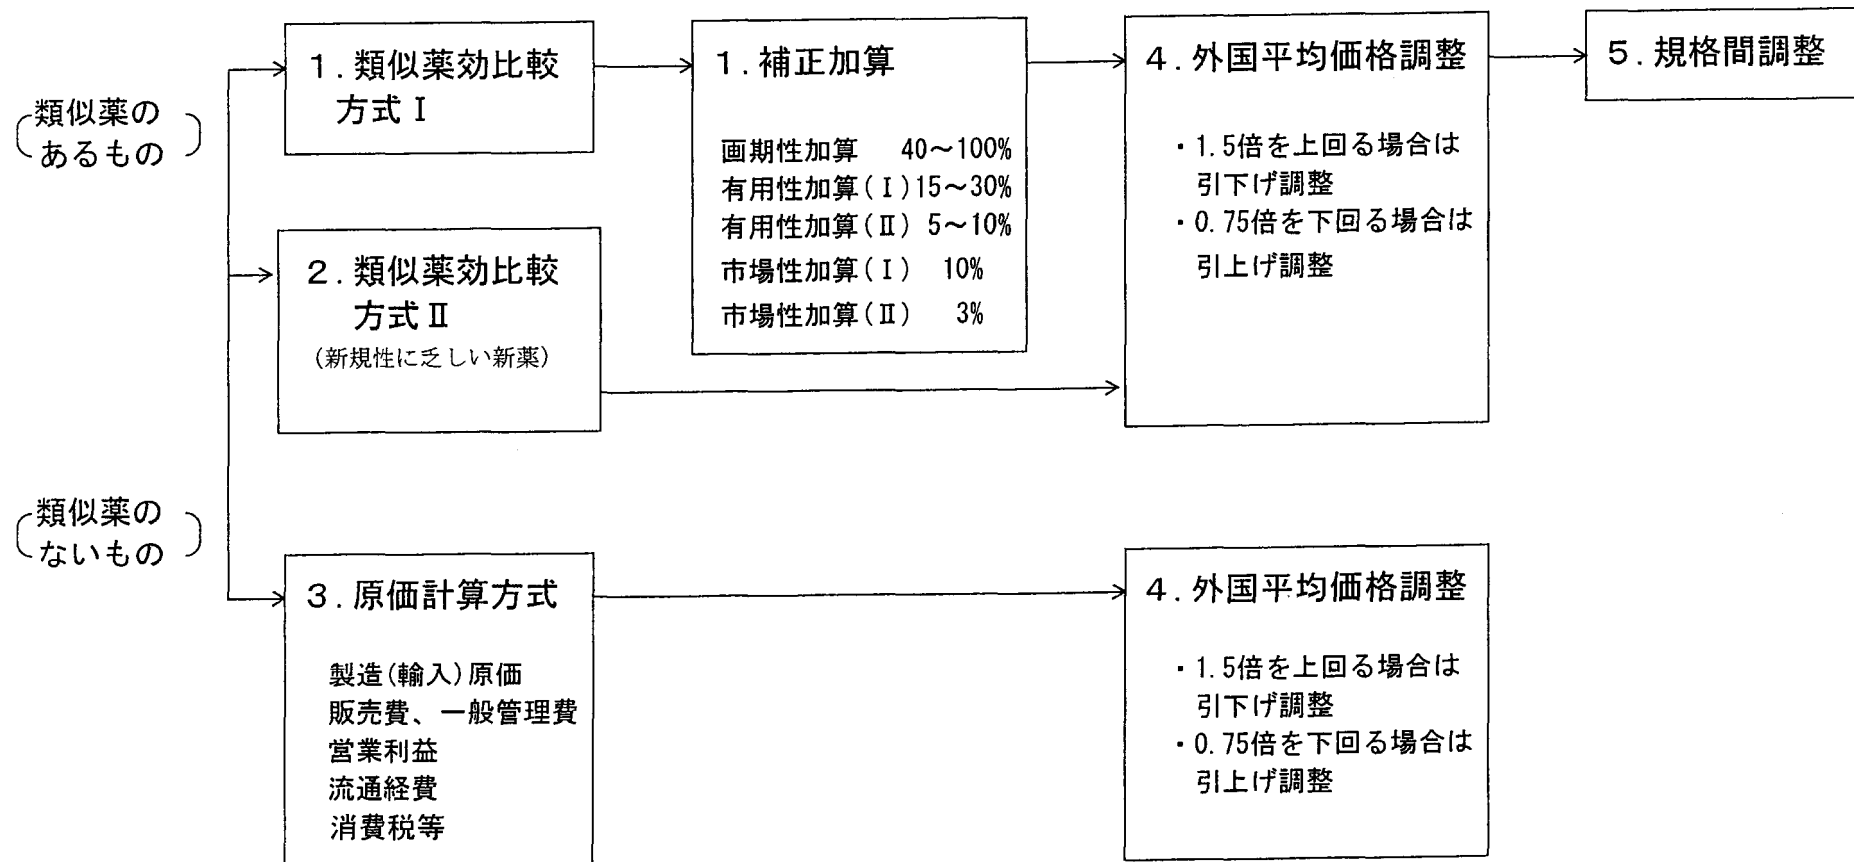 類似薬の
あるもの
1. 類似薬効比較
方式Ⅰ
2. 類似薬効比較
方式Ⅱ
(新規性に乏しい新薬)
1. 補正加算
画期性加算 40～100%
有用性加算(Ⅰ)15～30%
有用性加算(Ⅱ) 5～10%
市場性加算(Ⅰ) 10%
市場性加算(Ⅱ) 3%
4. 外国平均価格調整
・1.5倍を上回る場合は
引下げ調整
・0.75倍を下回る場合は
引上げ調整
5. 規格間調整
類似薬の
ないもの
3. 原価計算方式
製造(輸入)原価
販売費、一般管理費
営業利益
流通経費
消費税等
4. 外国平均価格調整
・1.5倍を上回る場合は
引下げ調整
・0.75倍を下回る場合は
引上げ調整